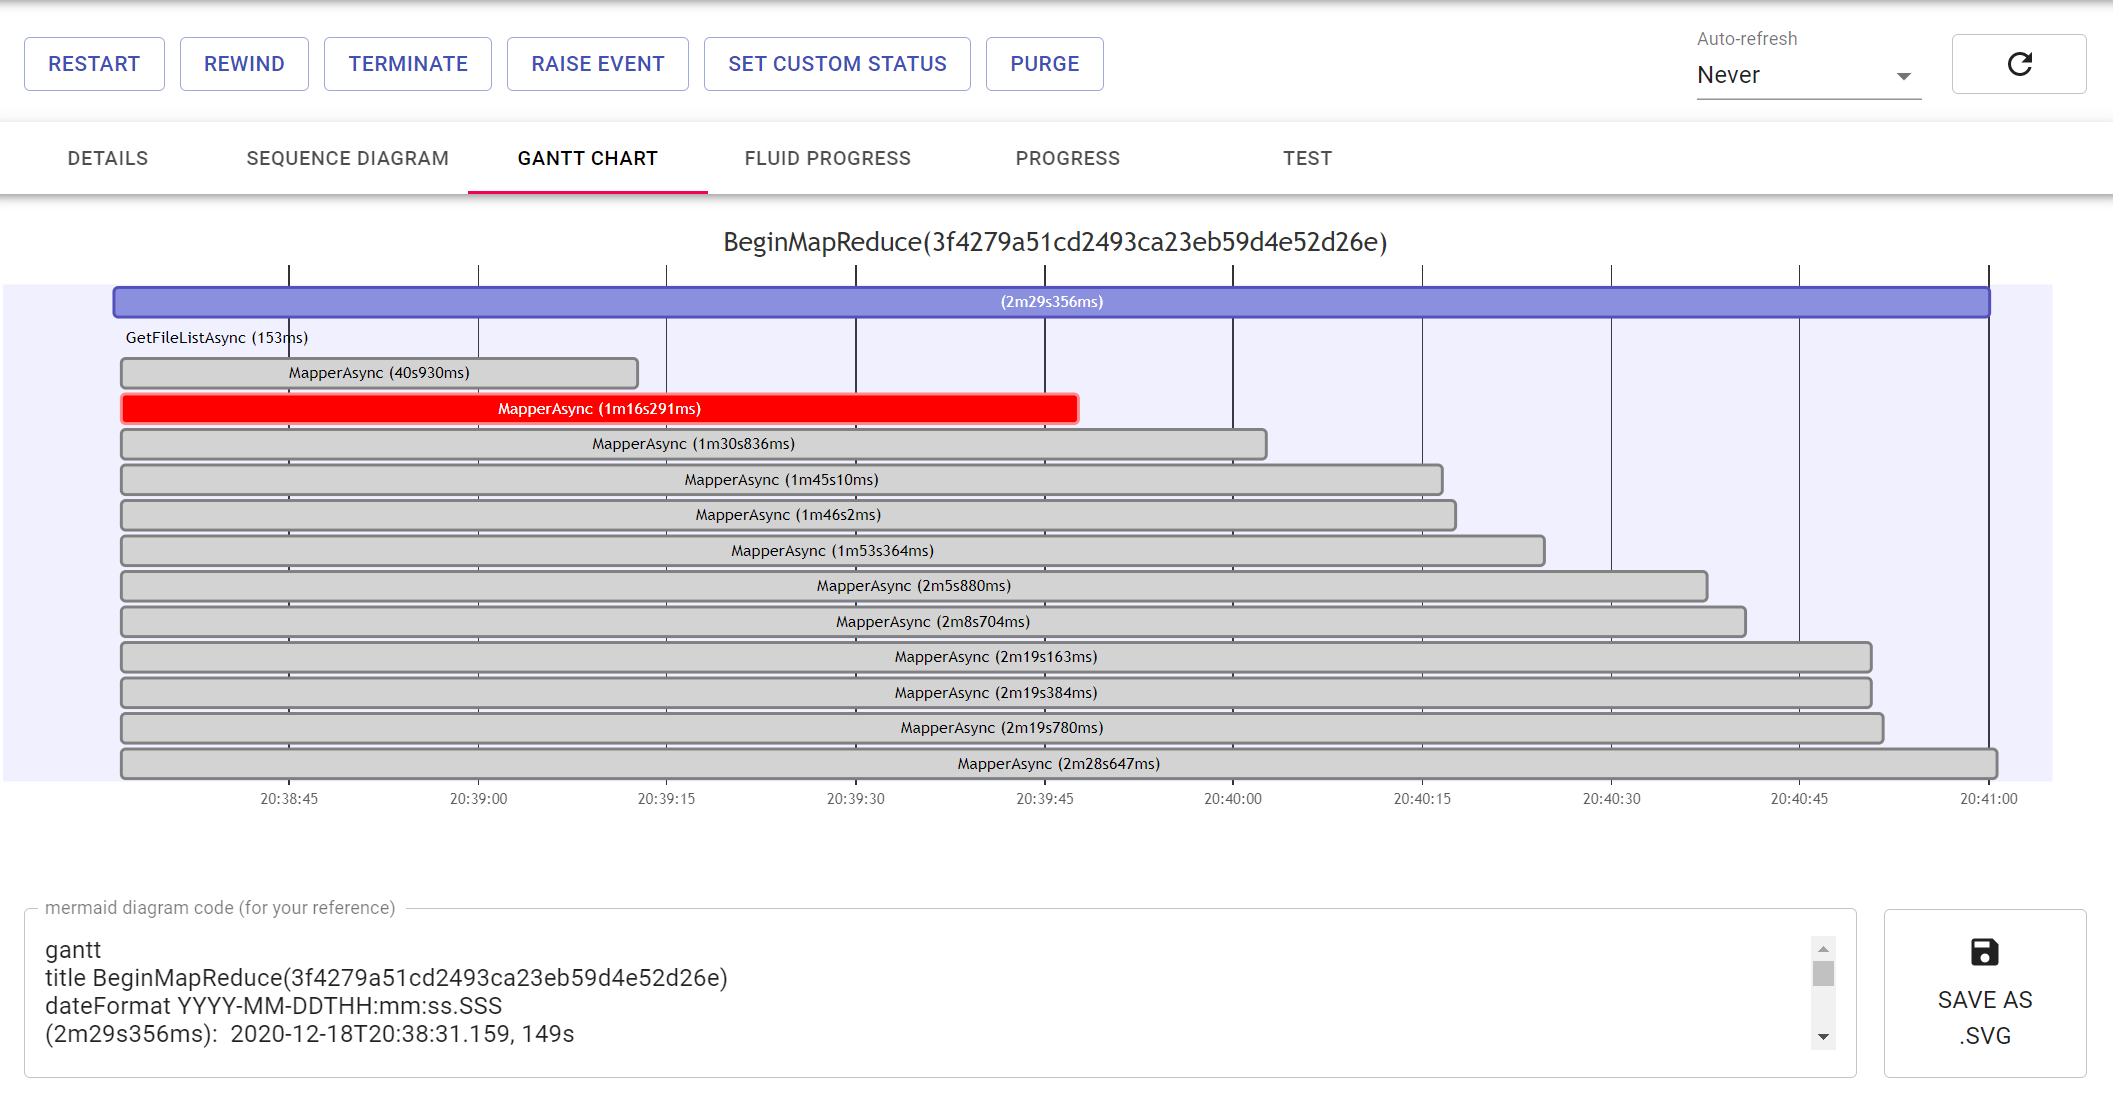 RESTART REWIND TERMINATE RAISE EVENT SET CUSTOM STATUS PURGE
Auto-refresh
Never
DETAILS SEQUENCE DIAGRAM GANTT CHART FLUID PROGRESS PROGRESS TEST
BeginMapReduce(3f4279a51cd2493ca23eb59d4e52d26e)
(2m29s356ms)
GetFileListAsync (153ms)
MapperAsync (40s930ms)
MapperAsync (1m16s291ms)
MapperAsync (1m30s836ms)
MapperAsync (1m45s10ms)
MapperAsync (1m46s2ms)
MapperAsync (1m53s364ms)
MapperAsync (2m5s880ms)
MapperAsync (2m8s704ms)
MapperAsync (2m19s163ms)
MapperAsync (2m19s384ms)
MapperAsync (2m19s780ms)
MapperAsync (2m28s647ms)
20:38:45 20:39:00 20:39:15 20:39:30 20:39:45 20:40:00 20:40:15 20:40:30 20:40:45 20:41:00
mermaid diagram code (for your reference)
gantt
title BeginMapReduce(3f4279a51cd2493ca23eb59d4e52d26e)
dateFormat YYYY-MM-DDTHH:mm:ss.SSS
(2m29s356ms):  2020-12-18T20:38:31.159, 149s
SAVE AS
.SVG